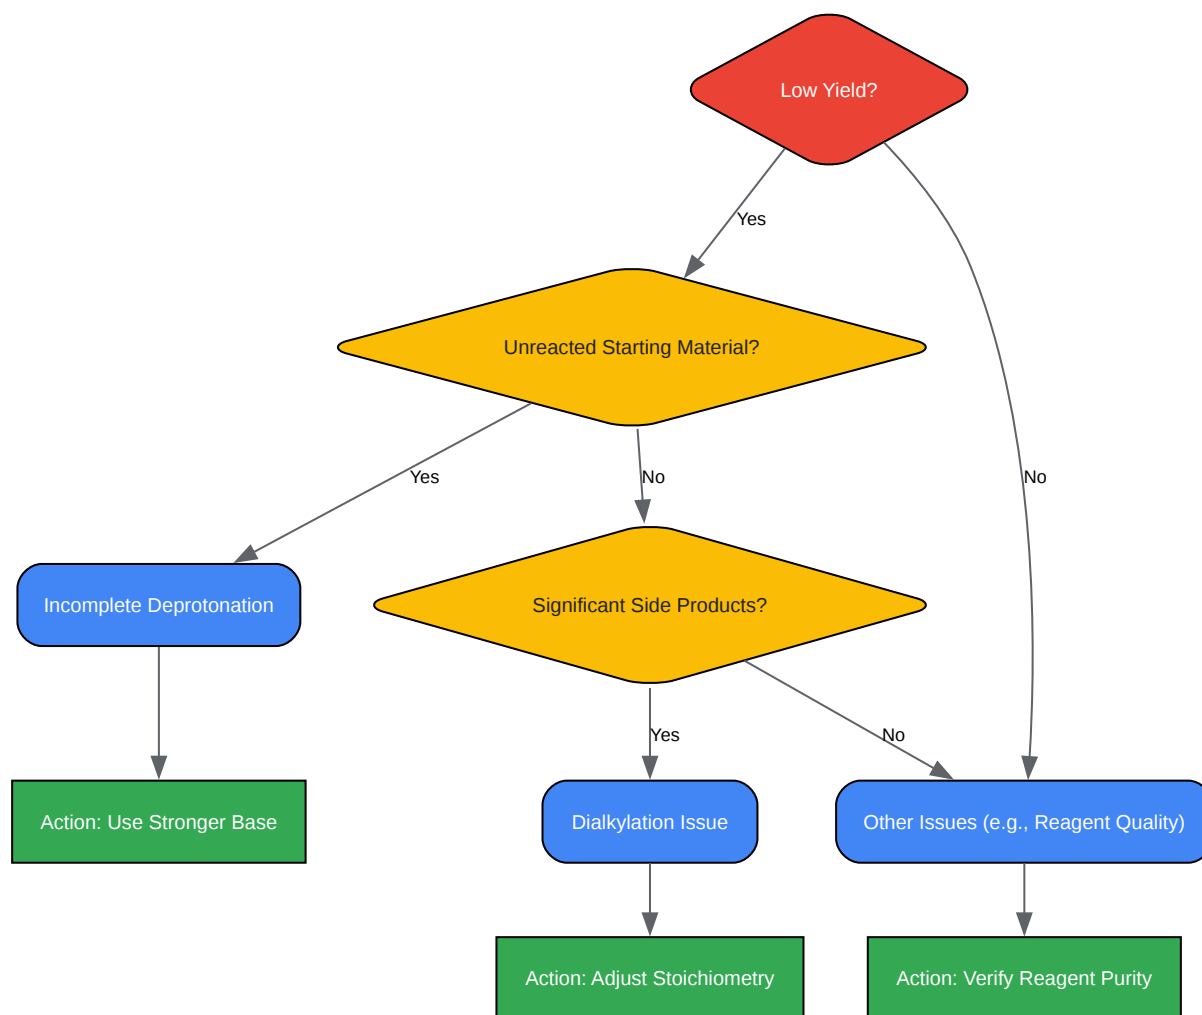 Low Yield?
Yes
Unreacted Starting Material?
Yes
No
No
Incomplete Deprotonation
Significant Side Products?
Yes
No
Action: Use Stronger Base
Dialkylation Issue
Other Issues (e.g., Reagent Quality)
Action: Adjust Stoichiometry
Action: Verify Reagent Purity